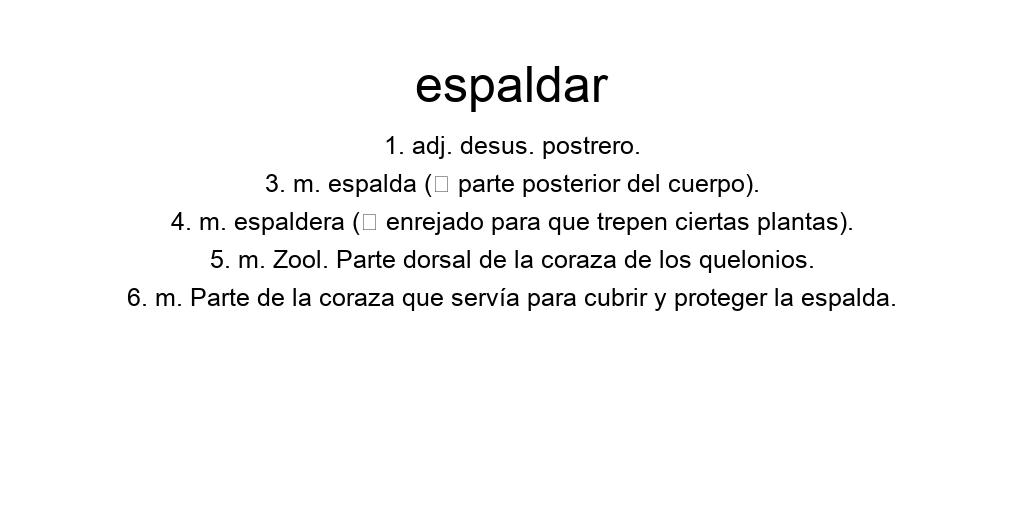 espaldar
1. adj. desus. postrero.
3. m. espalda (□ parte posterior del cuerpo).
4. m. espaldera (□ enrejado para que trepen ciertas plantas).
5. m. Zool. Parte dorsal de la coraza de los quelonios.
6. m. Parte de la coraza que servía para cubrir y proteger la espalda.